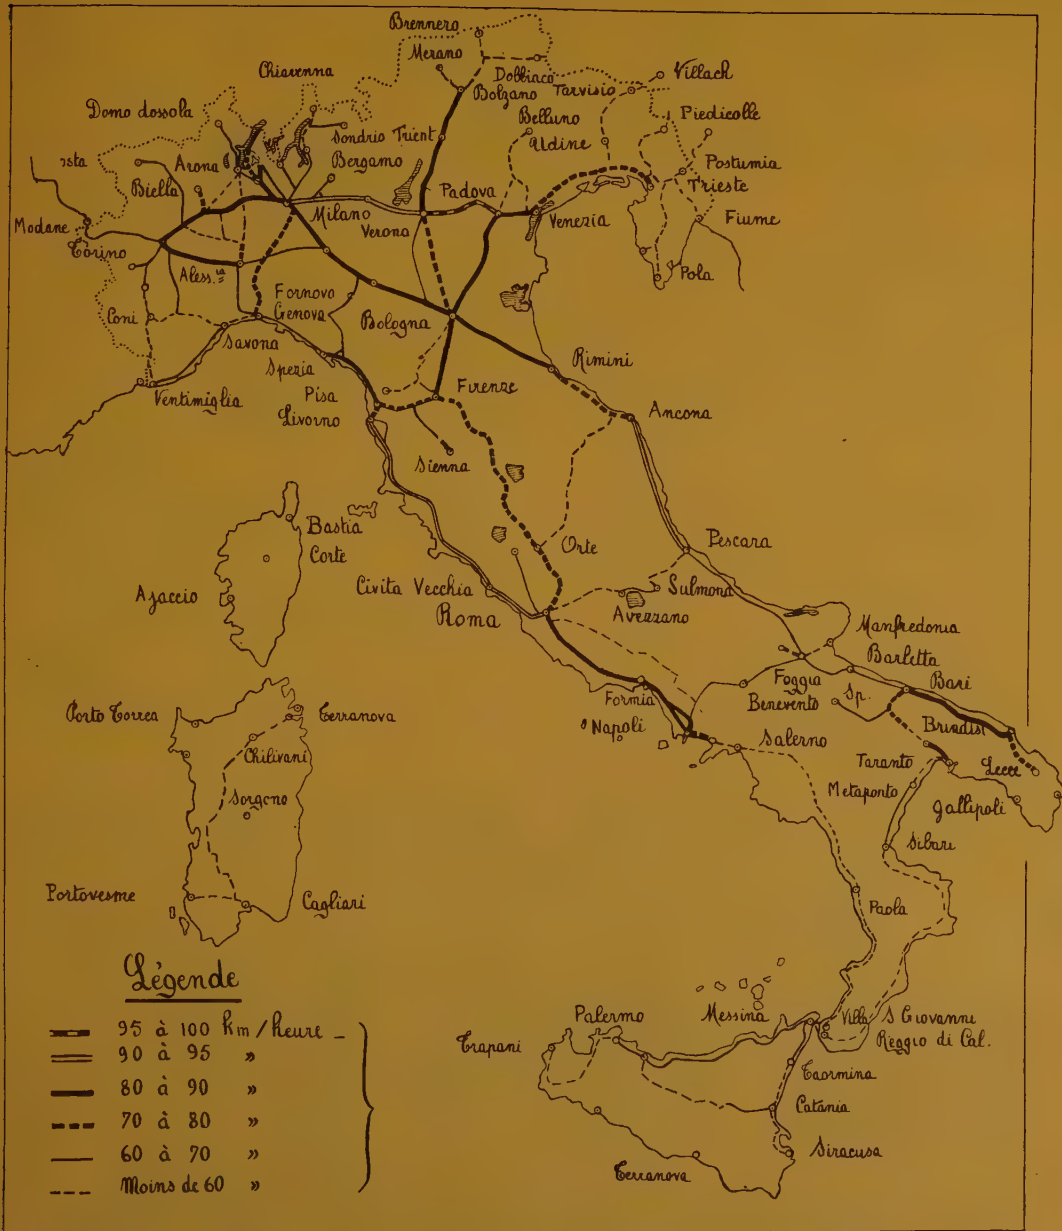 Brennero
Merano
Chiavenna
Dobbiaco
Villach
Bolzano
Tarvisio
Domo dossola
Belluno
Piedicolle
Sondrio
Trient
Udine
osta
Arona
Bergamo
Postumia
Biella
Padova
Trieste
Milano
Venezia
Fiume
Modane
Verona
Torino
Pola
Aless.ia
Fornovo
Genova
Bologna
Coni
Savona
Rimini
Spezia
Ventimiglia
Pisa
Firenze
Livorno
Ancona
Sienna
Bastia
Orte
Pescara
Corte
Civita Vecchia
Sulmona
Ajaccio
Roma
Avezzano
Manfredonia
Barletta
Foggia
Bari
Formia
Benevento
Sp.
Porto Torrea
Terranova
Napoli
Salerno
Brindisi
Chilivani
Taranto
Lecce
Metaponto
Sorgono
Gallipoli
Sibari
Portovesme
Cagliari
Paola
Légende
95 à 100 km/heure _
90 à 95 »
80 à 90 »
70 à 80 »
60 à 70 »
Moins de 60 »
Palermo
Messina
Villa S Giovanni
Trapani
Reggio di Cal.
Taormina
Catania
Siracusa
Terranova